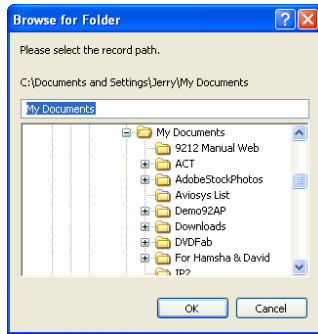 Browse for Folder
Please select the record path.
C:\Documents and Settings\Jerry\My Documents
My Documents
My Documents
9212 Manual Web
ACT
AdobeStockPhotos
Aviosys List
Demo92AP
Downloads
DVDFab
For Hamsha & David
IP2
OK
Cancel